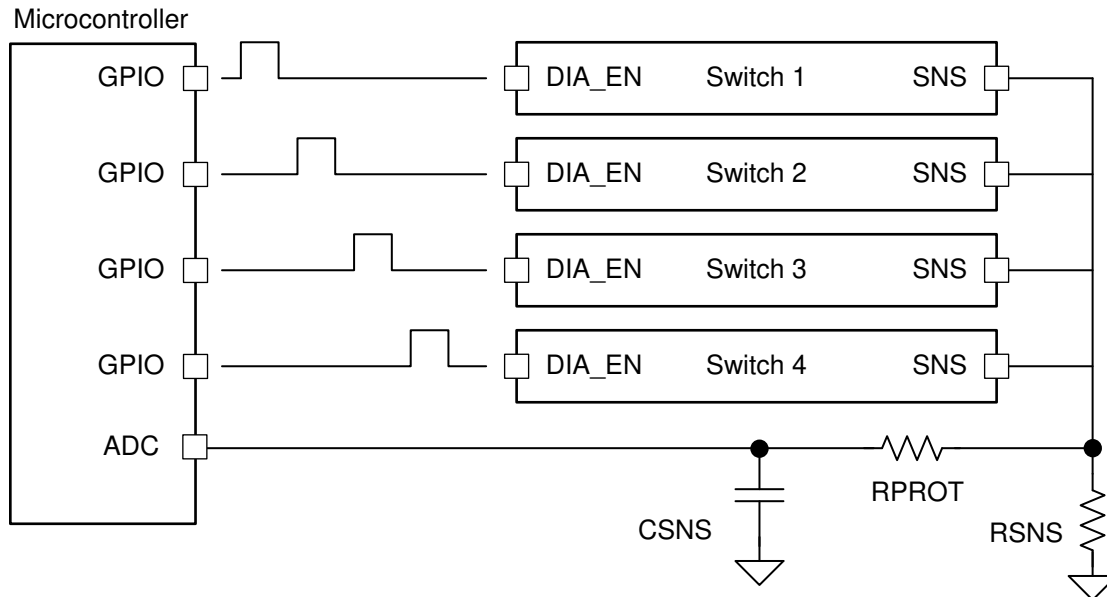 Microcontroller
GPIO DIA_EN Switch 1 SNS
GPIO DIA_EN Switch 2 SNS
GPIO DIA_EN Switch 3 SNS
GPIO DIA_EN Switch 4 SNS
ADC
RPROT
CSNS
RSNS